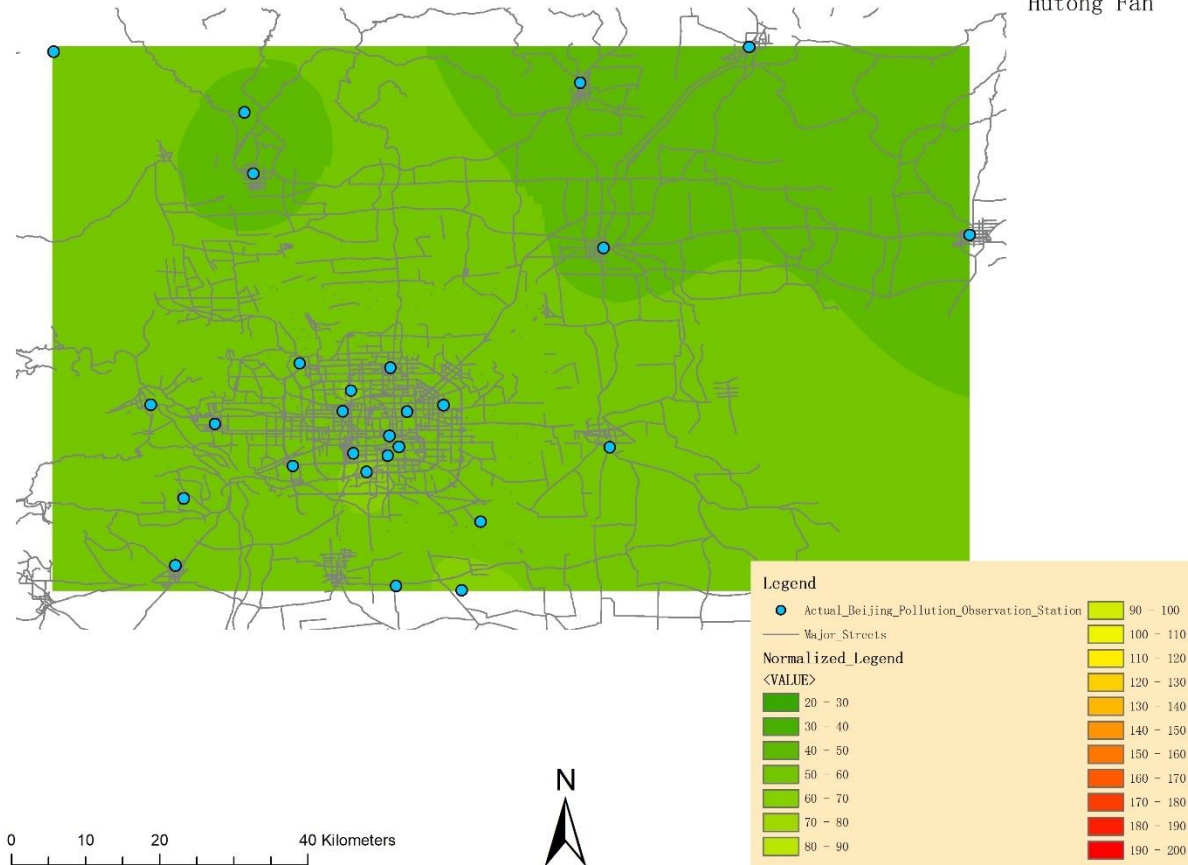 Hutong Fan
Legend
Actual_Beijing_Pollution_Observation_Station
Major_Streets
Normalized_Legend
<VALUE>
20 - 30
30 - 40
40 - 50
50 - 60
60 - 70
70 - 80
80 - 90
90 - 100
100 - 110
110 - 120
120 - 130
130 - 140
140 - 150
150 - 160
160 - 170
170 - 180
180 - 190
190 - 200
N
0 10 20 40 Kilometers